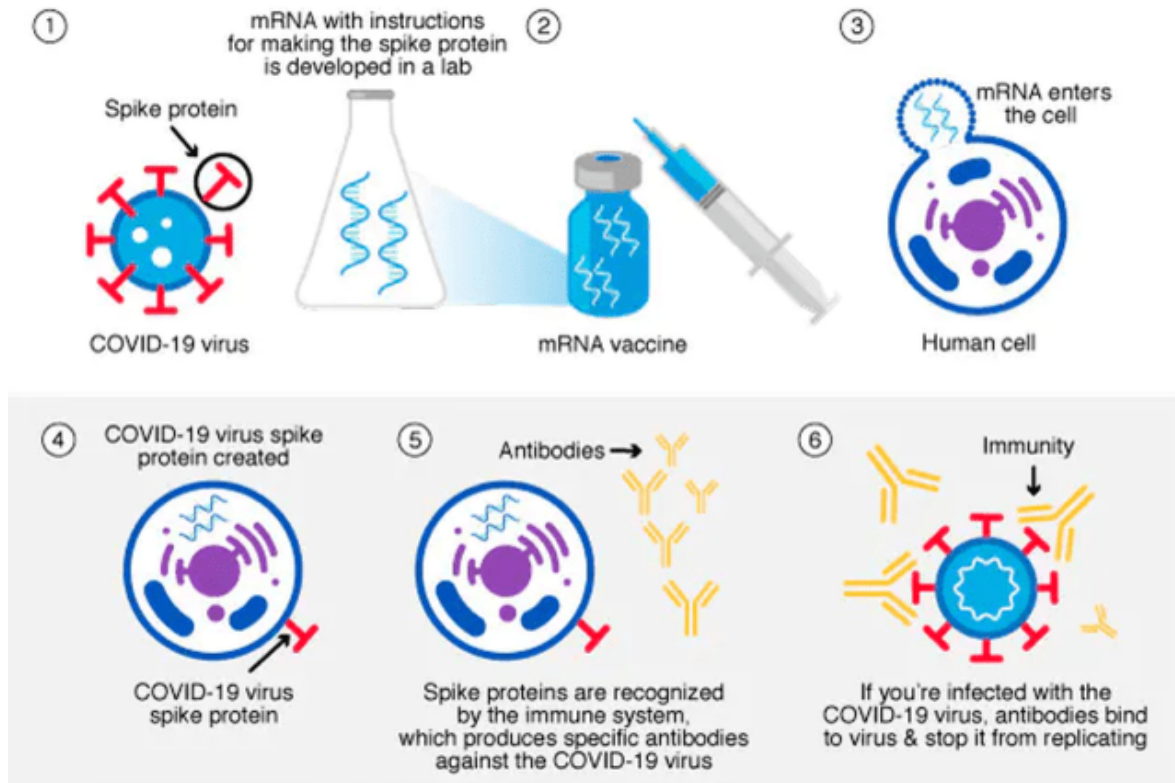 ①
Spike protein
COVID-19 virus
mRNA with instructions
for making the spike protein
is developed in a lab
②
mRNA vaccine
③
mRNA enters
the cell
Human cell
④
COVID-19 virus spike
protein created
COVID-19 virus
spike protein
⑤
Antibodies
Spike proteins are recognized
by the immune system,
which produces specific antibodies
against the COVID-19 virus
⑥
Immunity
If you're infected with the
COVID-19 virus, antibodies bind
to virus & stop it from replicating